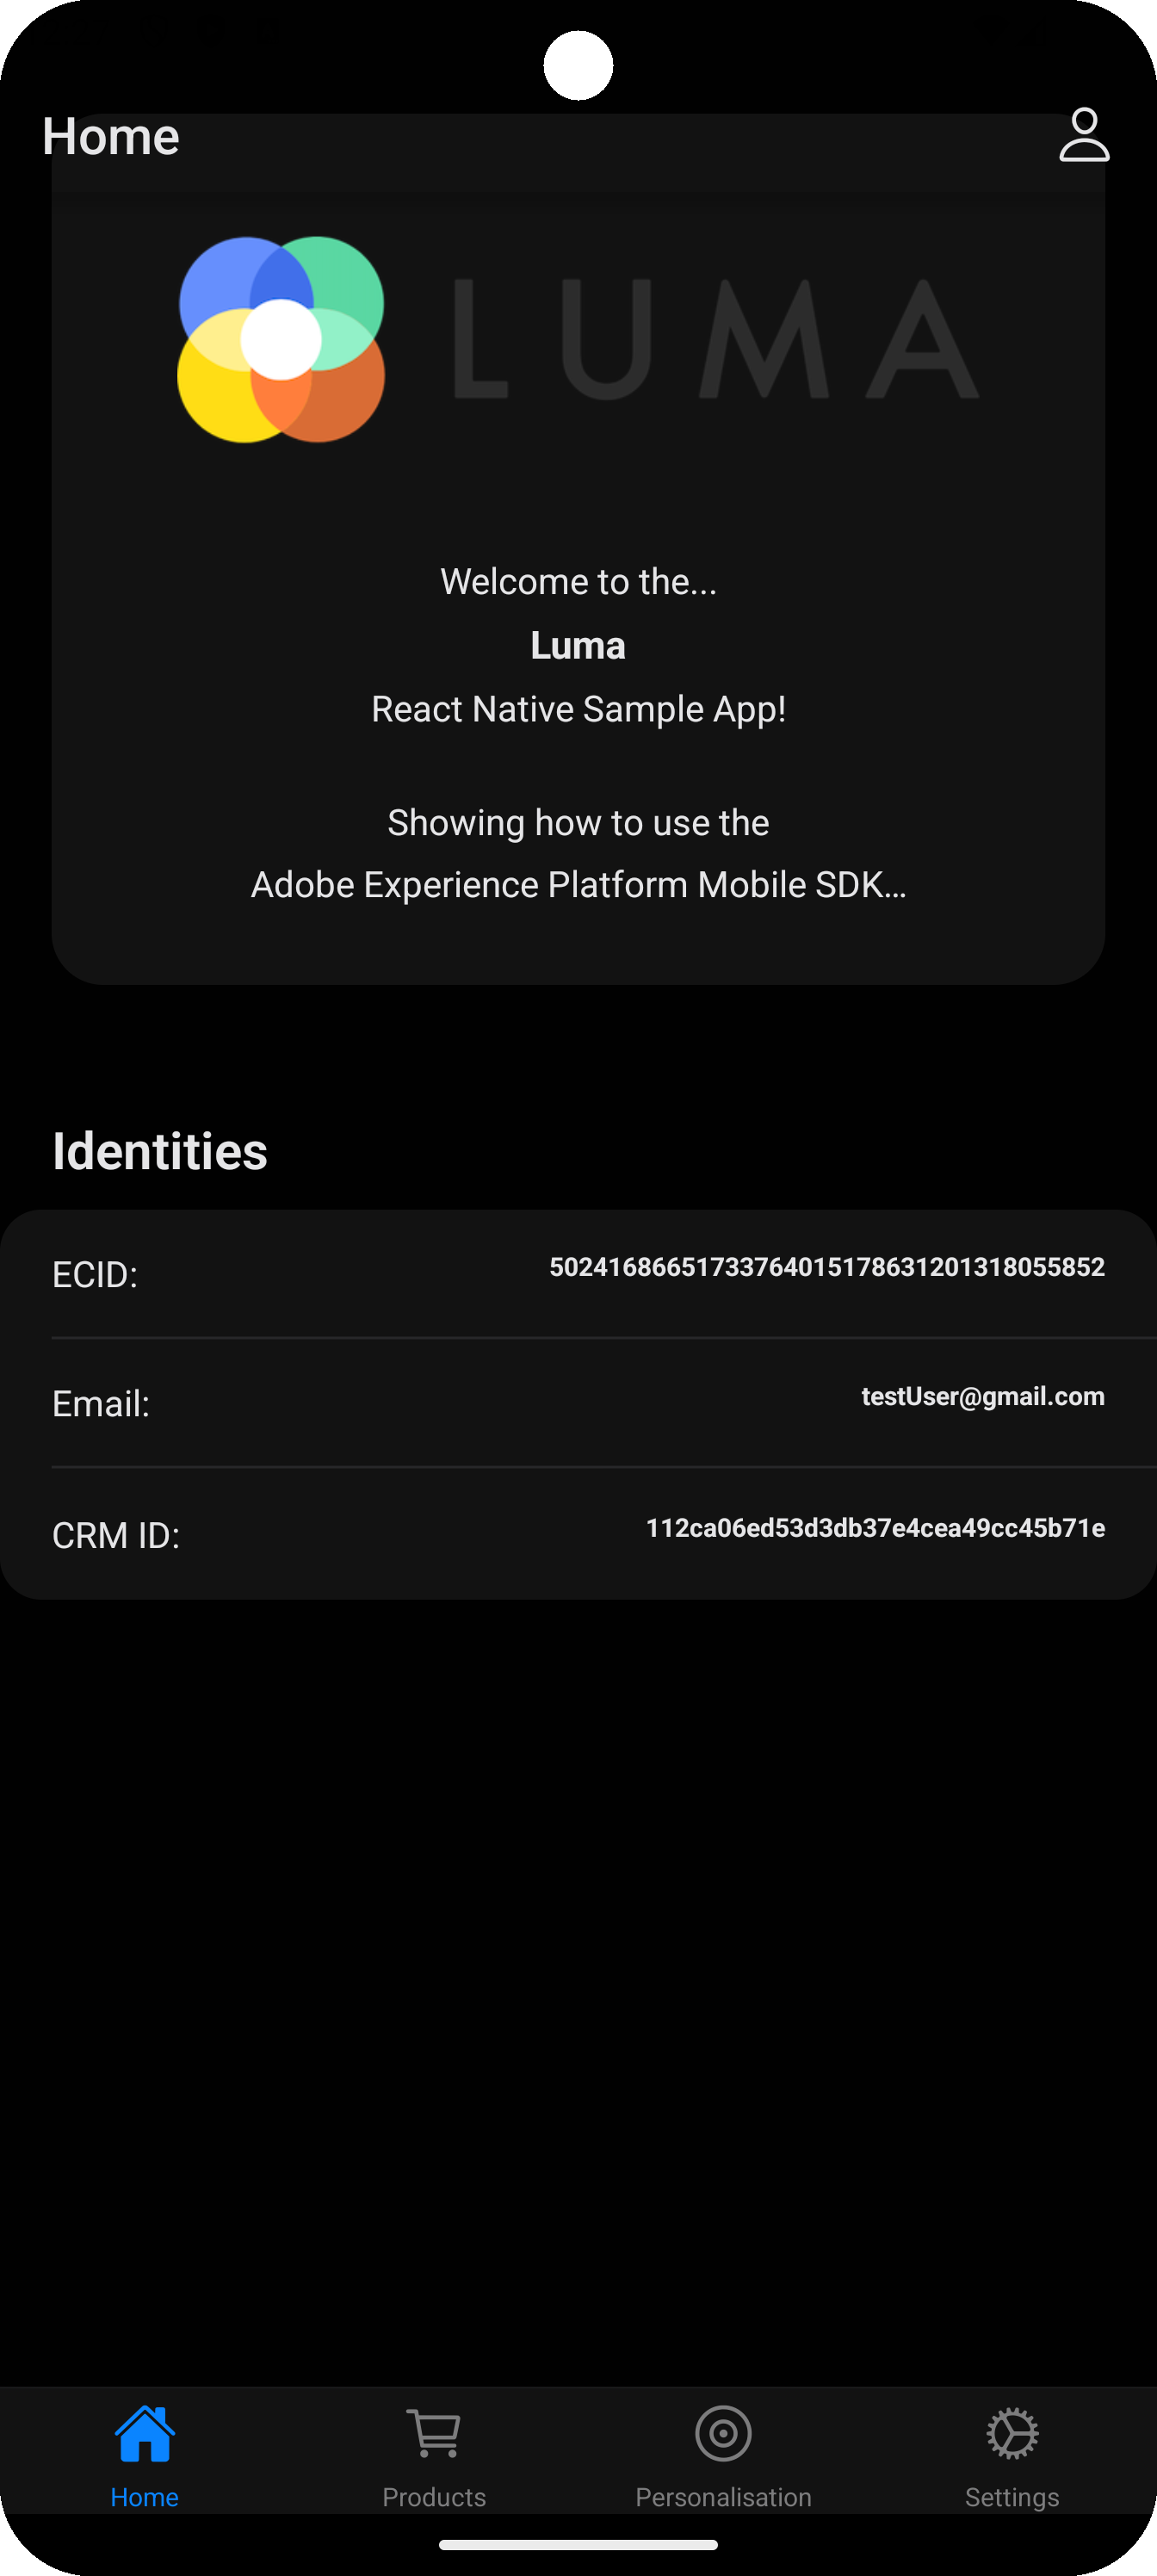 Home
LUMA
Welcome to the...
Luma
React Native Sample App!
Showing how to use the
Adobe Experience Platform Mobile SDK...
Identities
ECID: 50241686651733764015178631201318055852
Email: testUser@gmail.com
CRM ID: 112ca06ed53d3db37e4cea49cc45b71e
Home
Products
Personalisation
Settings